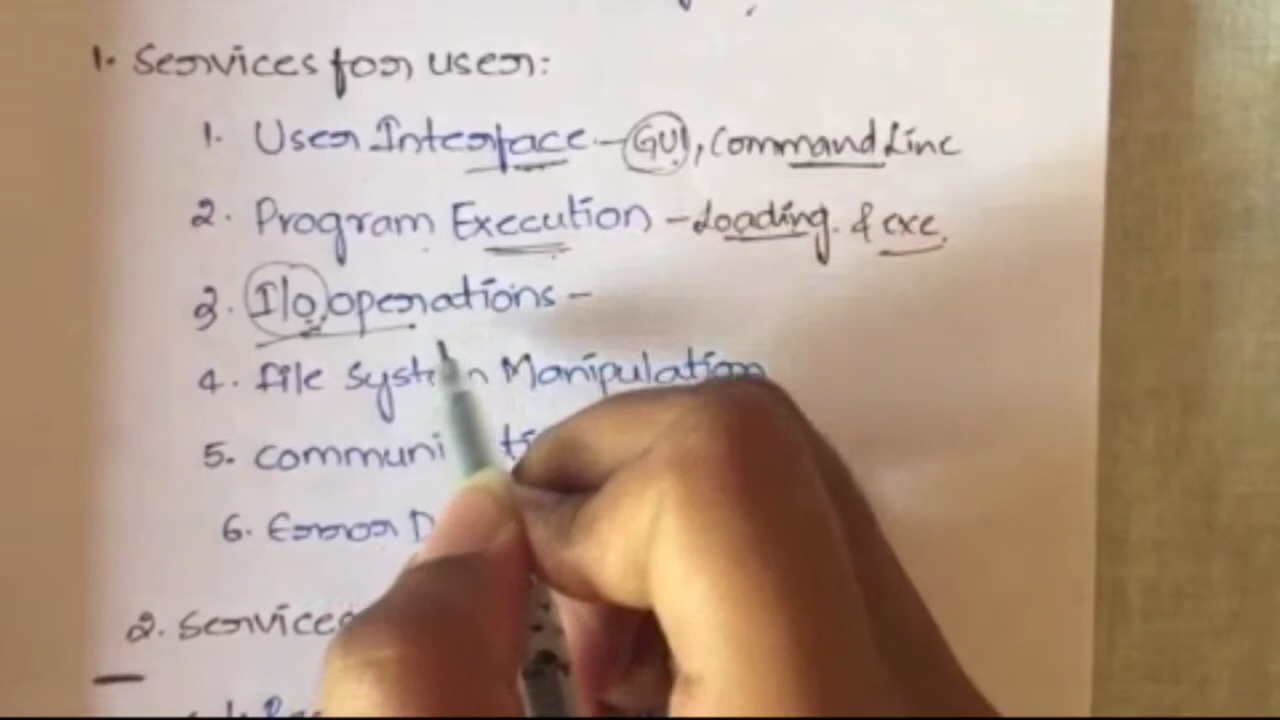 1. Services for user:
1. User Interface - GUI, Command Line
2. Program Execution - Loading. & exe.
3. I/O operations -
4. File System Manipulation
5. communi
6. Error D
2. Services